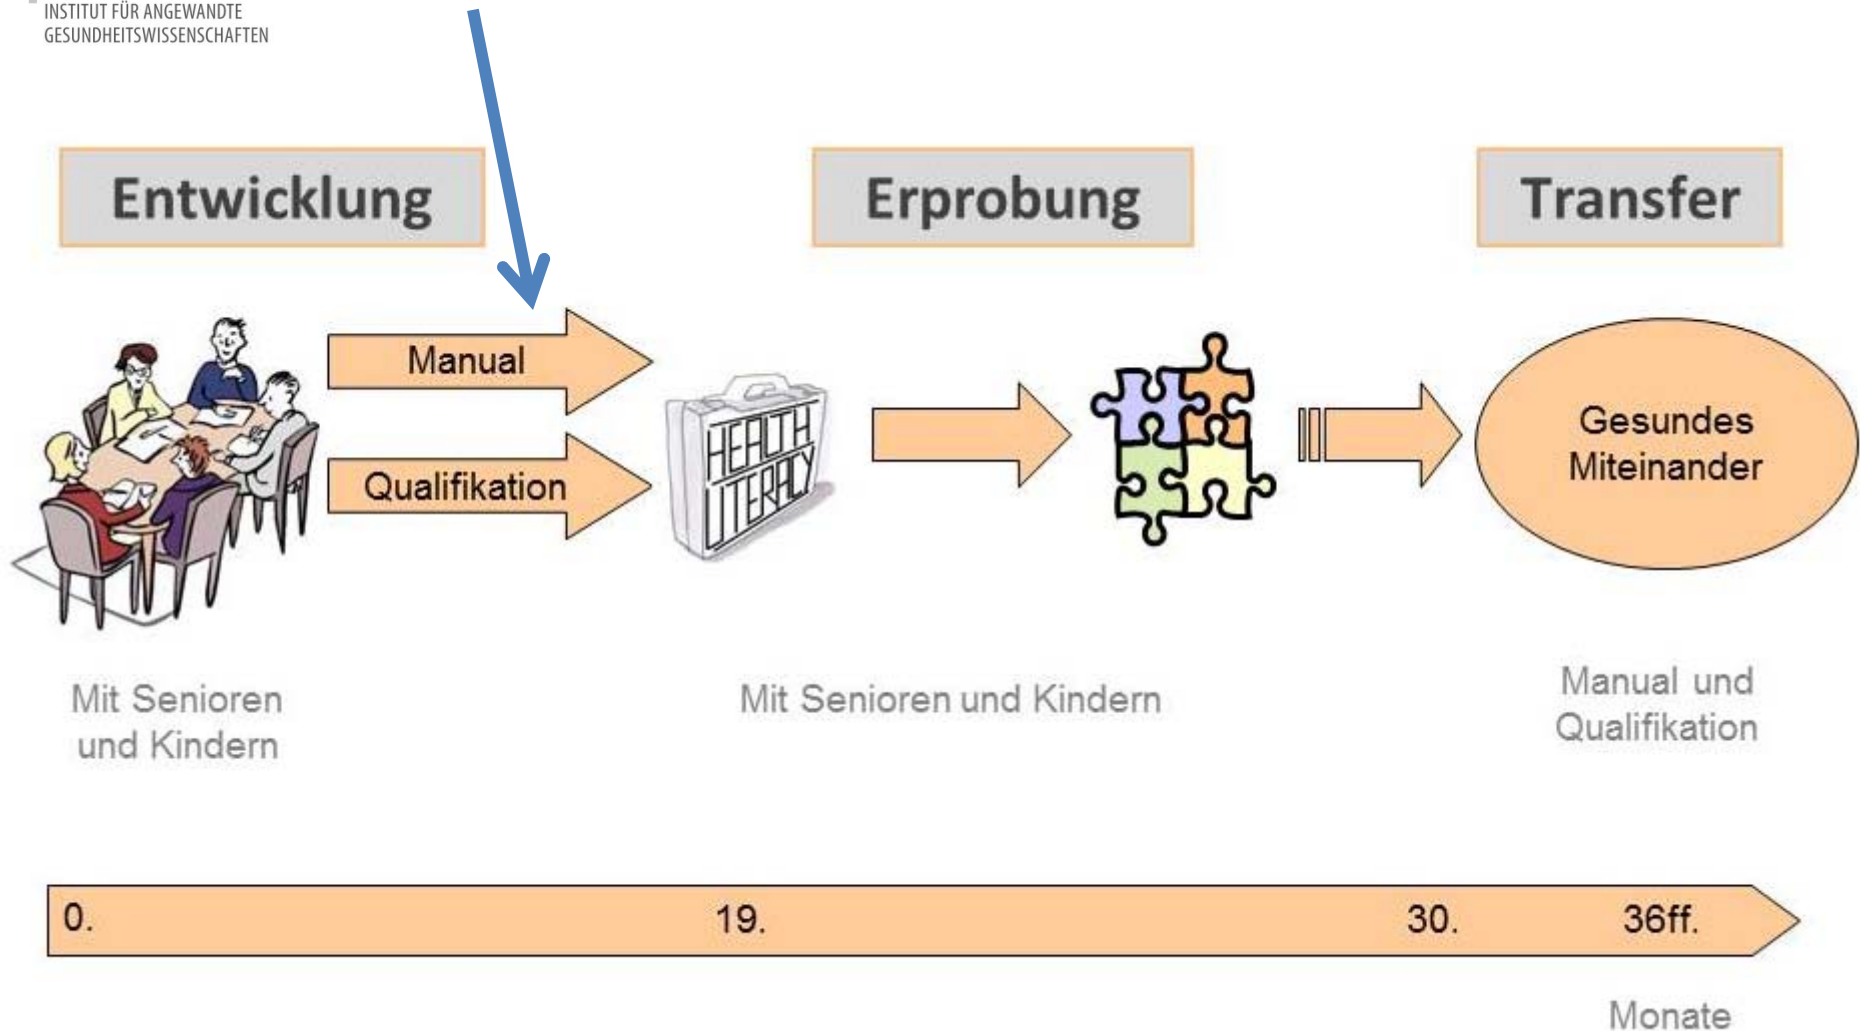 INSTITUT FÜR ANGEWANDTE
GESUNDHEITSWISSENSCHAFTEN
Entwicklung
Erprobung
Transfer
Manual
Qualifikation
HEALTH
LITERALY
Gesundes
Miteinander
Mit Senioren
und Kindern
Mit Senioren und Kindern
Manual und
Qualifikation
0.
19.
30.
36ff.
Monate